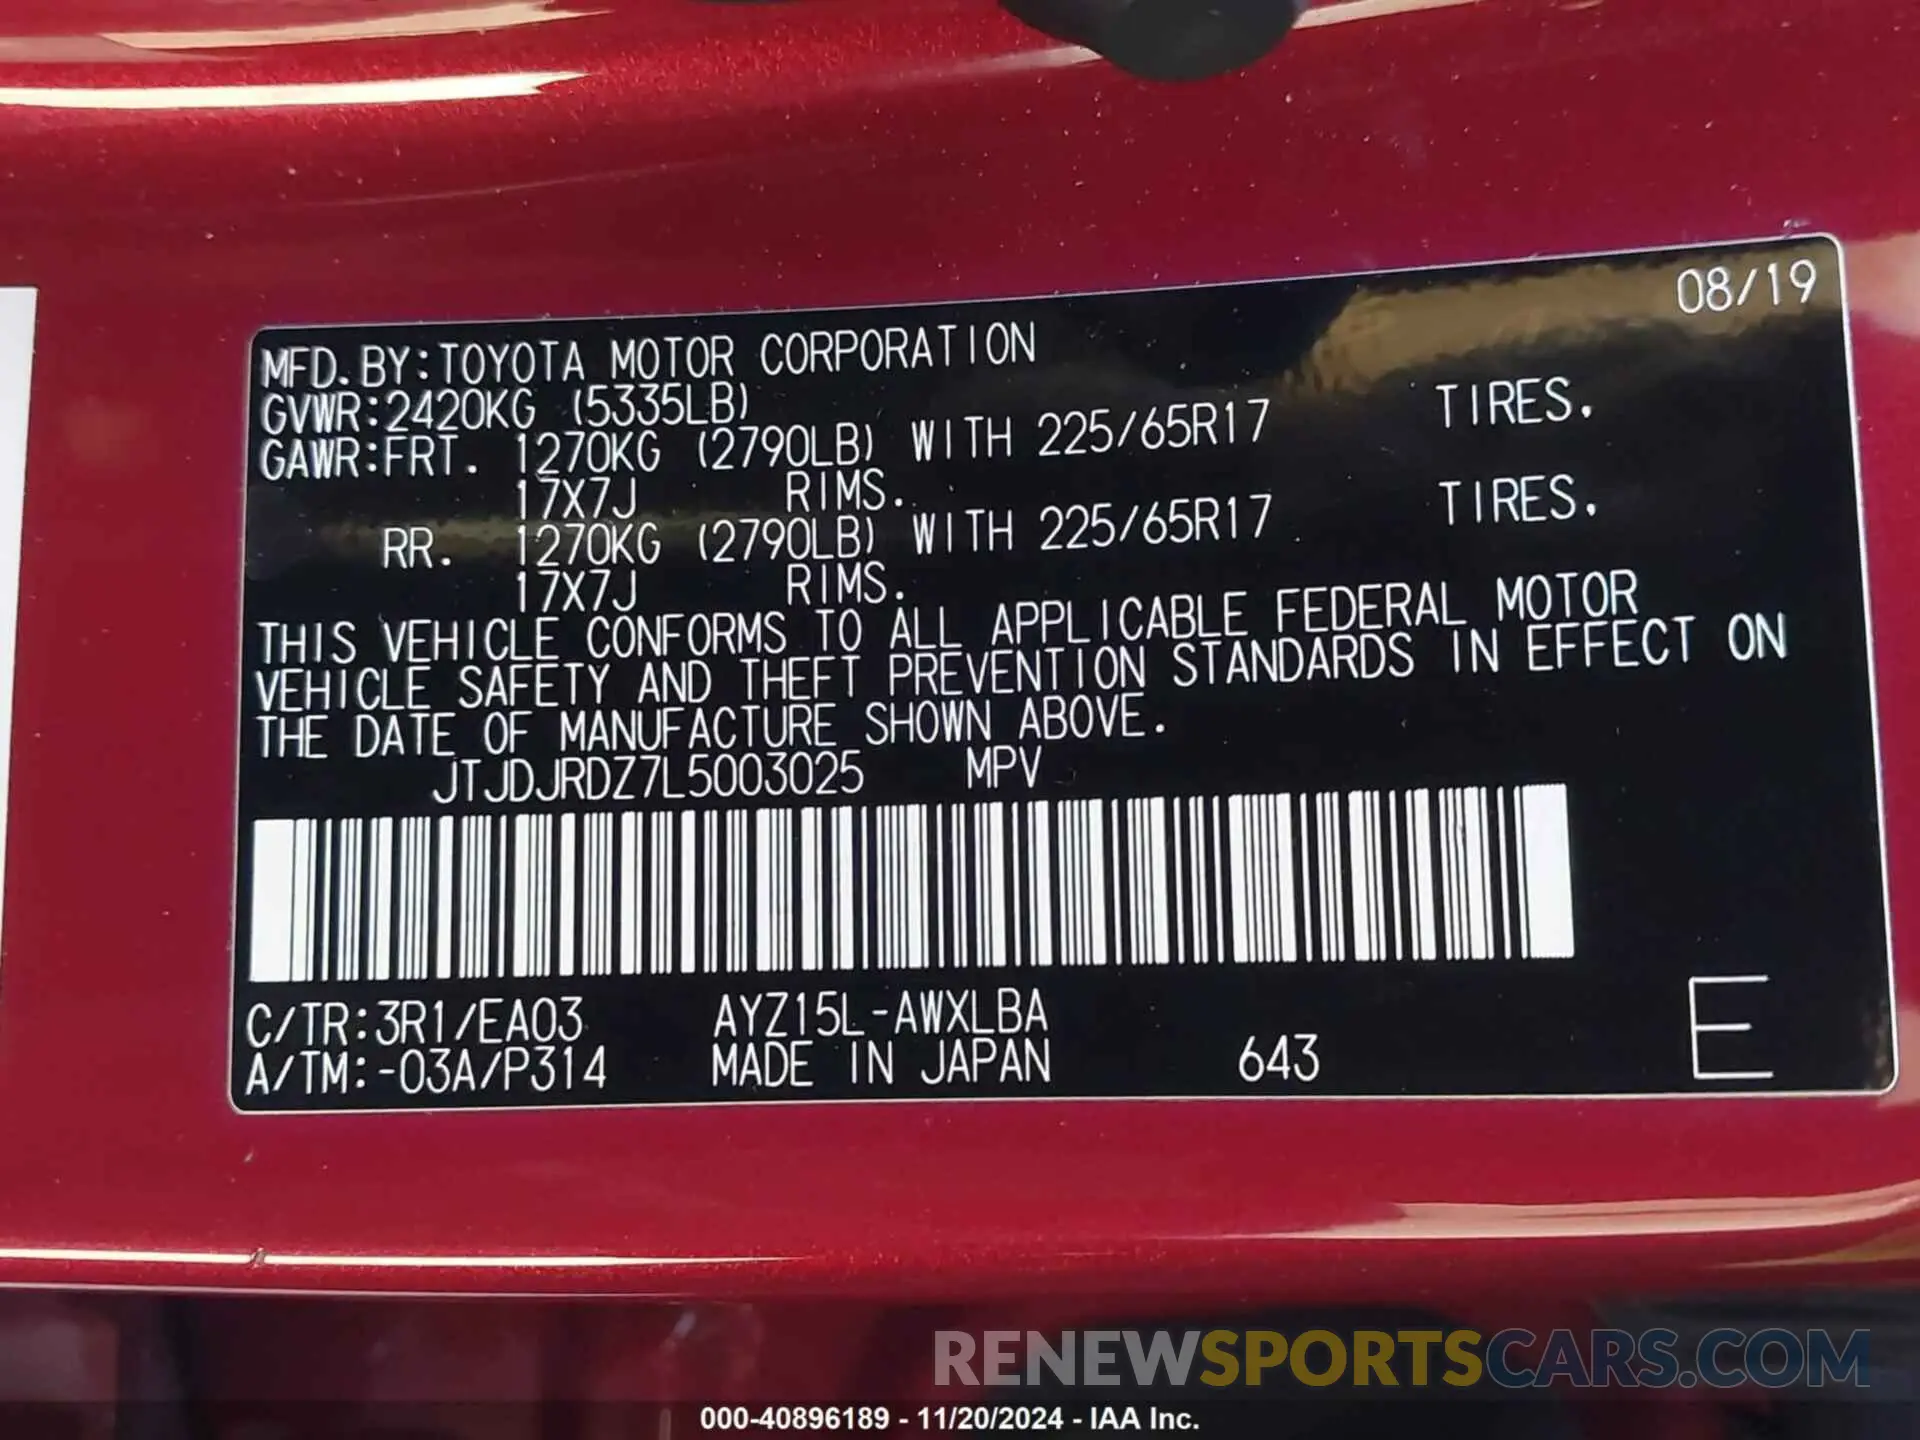 08/19
MFD.BY:TOYOTA MOTOR CORPORATION
GVWR:2420KG (5335LB)
GAWR:FRT. 1270KG (2790LB) WITH 225/65R17 TIRES.
17X7J RIMS.
RR. 1270KG (2790LB) WITH 225/65R17 TIRES.
17X7J RIMS.
THIS VEHICLE CONFORMS TO ALL APPLICABLE FEDERAL MOTOR
VEHICLE SAFETY AND THEFT PREVENTION STANDARDS IN EFFECT ON
THE DATE OF MANUFACTURE SHOWN ABOVE.
JTJDJRDZ7L5003025 MPV
C/TR:3R1/EA03 AYZ15L-AWXLBA
A/TM:-03A/P314 MADE IN JAPAN 643 E
RENEWSPORTSCARS.COM
000-40896189 - 11/20/2024 - IAA Inc.